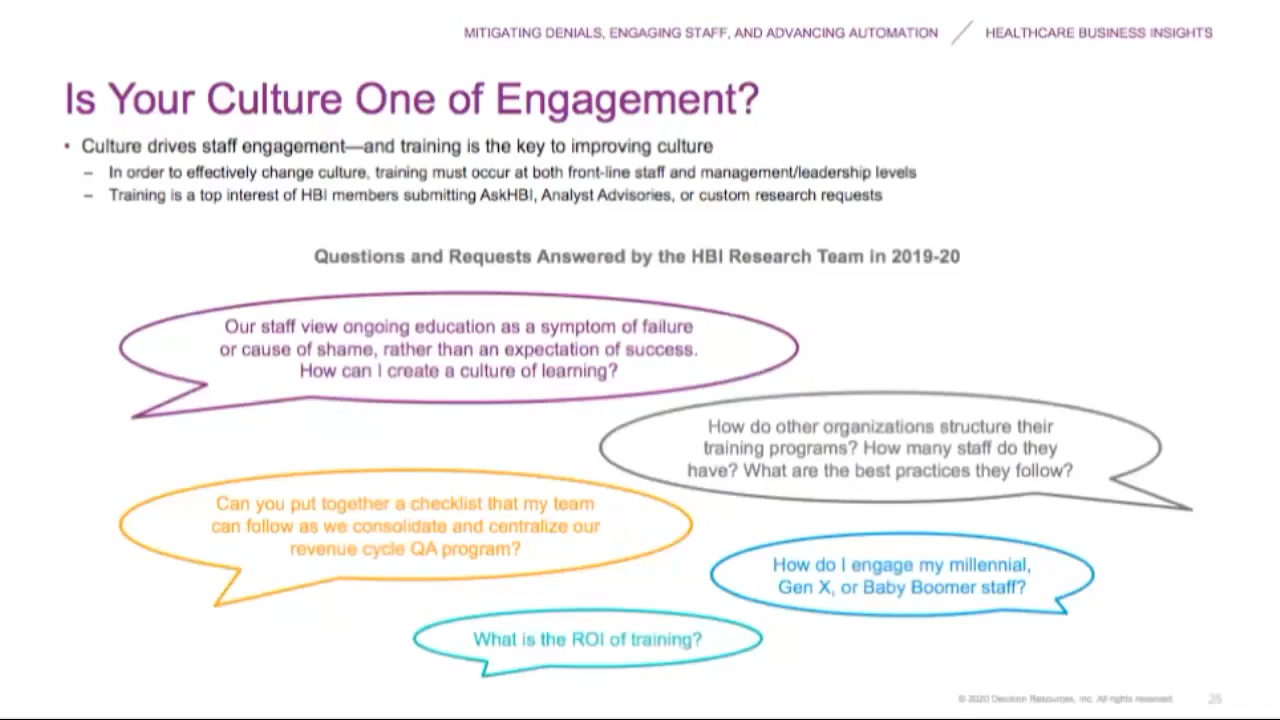 MITIGATING DENIALS, ENGAGING STAFF, AND ADVANCING AUTOMATION / HEALTHCARE BUSINESS INSIGHTS
Is Your Culture One of Engagement?
• Culture drives staff engagement—and training is the key to improving culture
– In order to effectively change culture, training must occur at both front-line staff and management/leadership levels
– Training is a top interest of HBI members submitting AskHBI, Analyst Advisories, or custom research requests
Questions and Requests Answered by the HBI Research Team in 2019-20
Our staff view ongoing education as a symptom of failure
or cause of shame, rather than an expectation of success.
How can I create a culture of learning?
How do other organizations structure their
training programs? How many staff do they
have? What are the best practices they follow?
Can you put together a checklist that my team
can follow as we consolidate and centralize our
revenue cycle QA program?
How do I engage my millennial,
Gen X, or Baby Boomer staff?
What is the ROI of training?
© 2020 Decision Resources, Inc. All rights reserved.